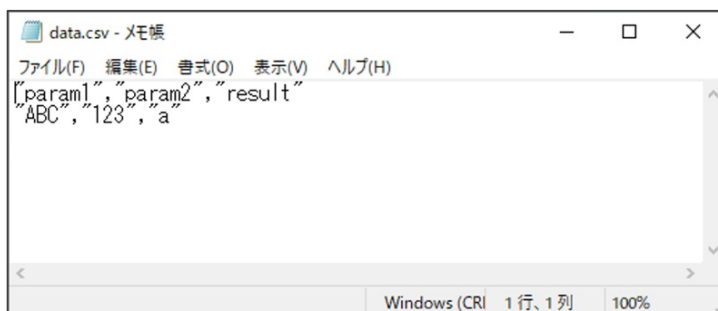 data.csv - メモ帳
ファイル(F) 編集(E) 書式(O) 表示(V) ヘルプ(H)
"param1","param2","result"
"ABC","123","a"
Windows (CRI 1 行、1 列 100%